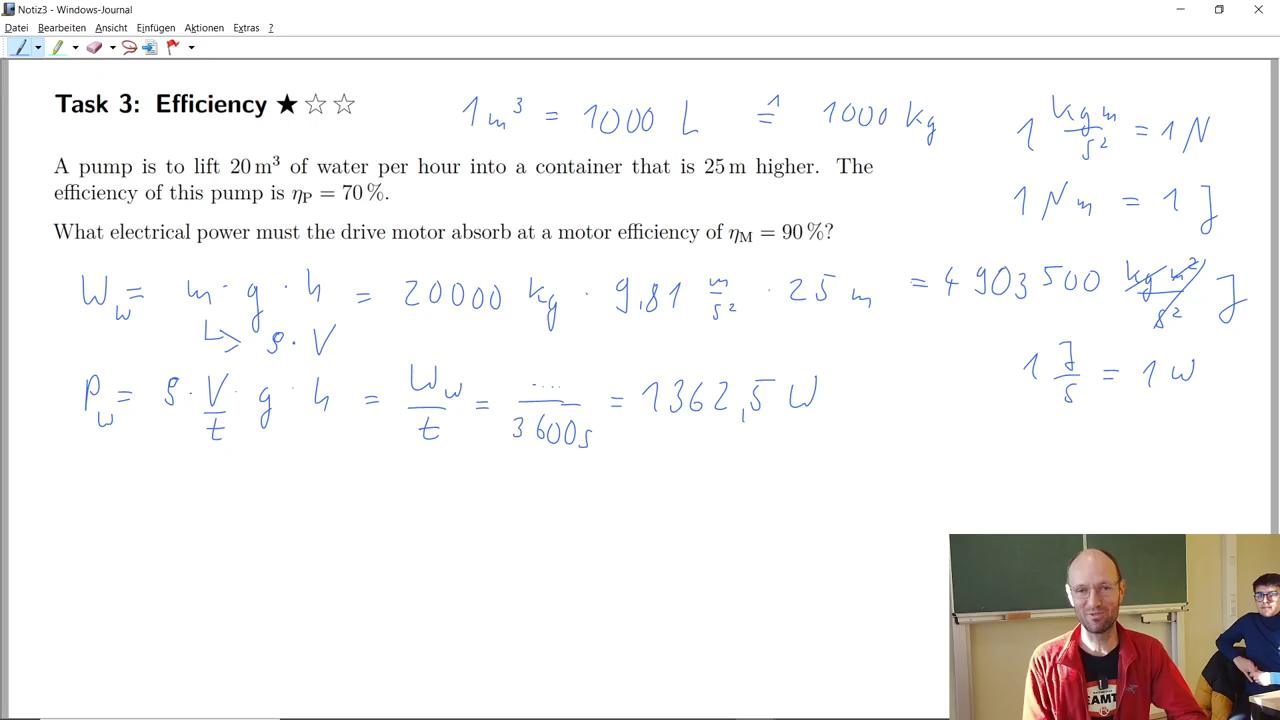 Notiz3 - Windows-Journal
Datei Bearbeiten Ansicht Einfügen Aktionen Extras ?
Task 3: Efficiency ★☆☆
1 m³ = 1000 L ≙ 1000 kg
1 kg m / s² = 1 N
A pump is to lift 20 m³ of water per hour into a container that is 25 m higher. The
efficiency of this pump is ηP = 70 %.
1 N m = 1 J
What electrical power must the drive motor absorb at a motor efficiency of ηM = 90 %?
W_W = m · g · h = 20000 kg · 9,81 m/s² · 25 m = 4903500 kg m²/s² J
↳ ρ · V
1 J/s = 1 W
P_W = ρ · V/t · g · h = W_W/t = .... / 3600s = 1362,5 W
EAMT